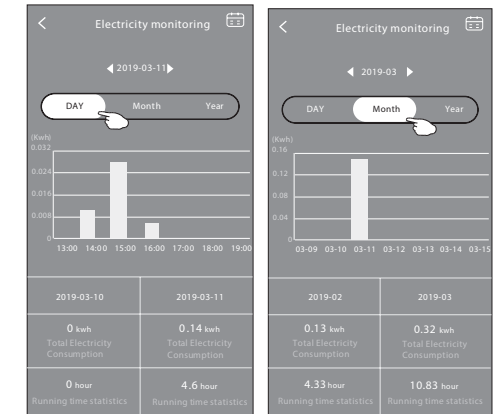 Electricity monitoring
2019-03-11
DAY Month Year
(Kwh)
0.032
0.024
0.016
0.008
0
13:00 14:00 15:00 16:00 17:00 18:00 19:00
2019-03-10 2019-03-11
0 kwh 0.14 kwh
Total Electricity Total Electricity
Consumption Consumption
0 hour 4.6 hour
Running time statistics Running time statistics
Electricity monitoring
2019-03
DAY Month Year
(Kwh)
0.16
0.12
0.08
0.04
0
03-09 03-10 03-11 03-12 03-13 03-14 03-15
2019-02 2019-03
0.13 kwh 0.32 kwh
Total Electricity Total Electricity
Consumption Consumption
4.33 hour 10.83 hour
Running time statistics Running time statistics